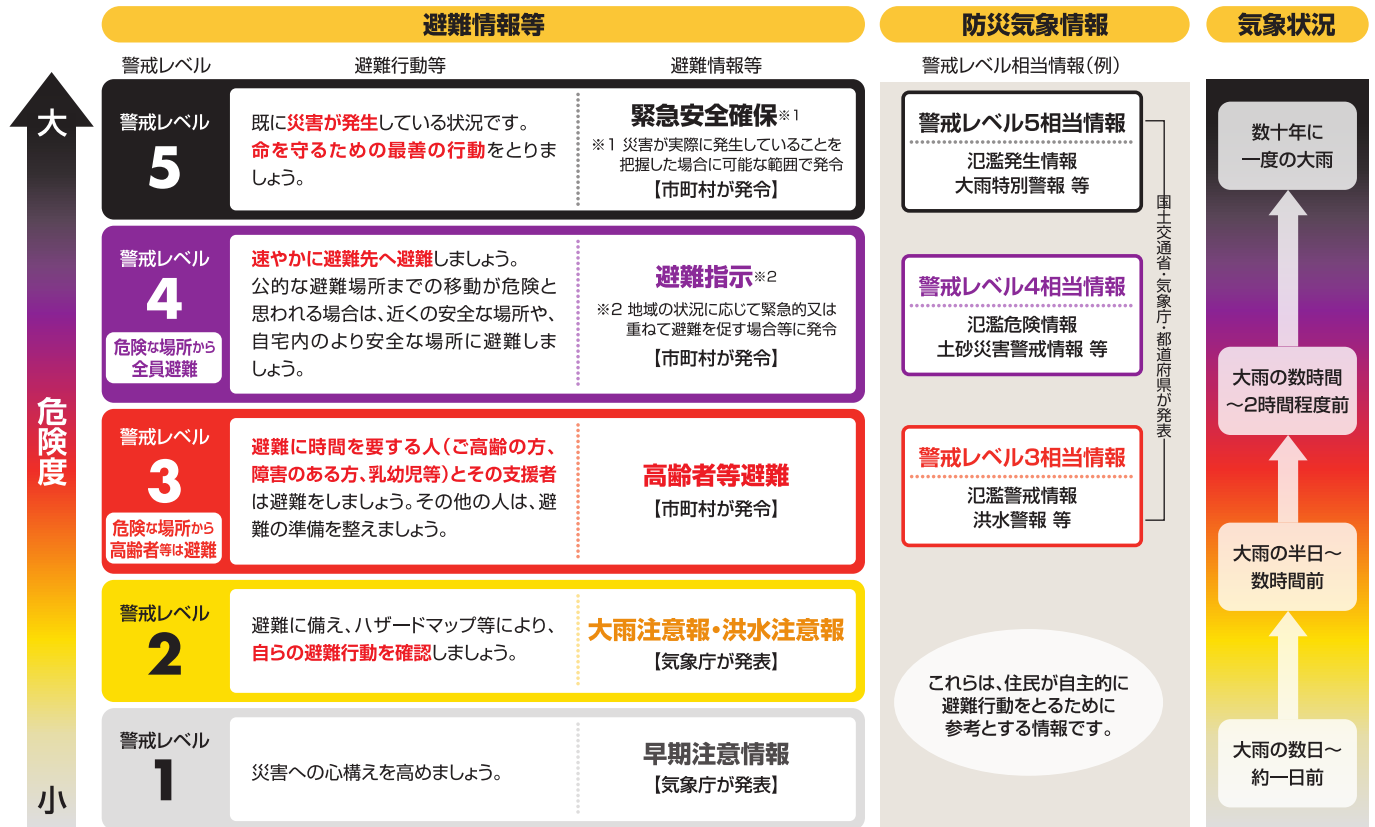 避難情報等
防災気象情報
気象状況
警戒レベル
避難行動等
避難情報等
警戒レベル相当情報（例）
大
危険度
小
警戒レベル
5
既に災害が発生している状況です。
命を守るための最善の行動をとりま
しょう。
緊急安全確保※1
※1 災害が実際に発生していることを
把握した場合に可能な範囲で発令
【市町村が発令】
警戒レベル5相当情報
氾濫発生情報
大雨特別警報 等
数十年に
一度の大雨
警戒レベル
4
危険な場所から
全員避難
速やかに避難先へ避難しましょう。
公的な避難場所までの移動が危険と
思われる場合は、近くの安全な場所や、
自宅内のより安全な場所に避難しま
しょう。
避難指示※2
※2 地域の状況に応じて緊急的又は
重ねて避難を促す場合等に発令
【市町村が発令】
警戒レベル4相当情報
氾濫危険情報
土砂災害警戒情報 等
国土交通省・気象庁・都道府県が発表
大雨の数時間
～2時間程度前
警戒レベル
3
危険な場所から
高齢者等は避難
避難に時間を要する人（ご高齢の方、
障害のある方、乳幼児等）とその支援者
は避難をしましょう。その他の人は、避
難の準備を整えましょう。
高齢者等避難
【市町村が発令】
警戒レベル3相当情報
氾濫警戒情報
洪水警報 等
大雨の半日～
数時間前
警戒レベル
2
避難に備え、ハザードマップ等により、
自らの避難行動を確認しましょう。
大雨注意報・洪水注意報
【気象庁が発表】
これらは、住民が自主的に
避難行動をとるために
参考とする情報です。
警戒レベル
1
災害への心構えを高めましょう。
早期注意情報
【気象庁が発表】
大雨の数日～
約一日前